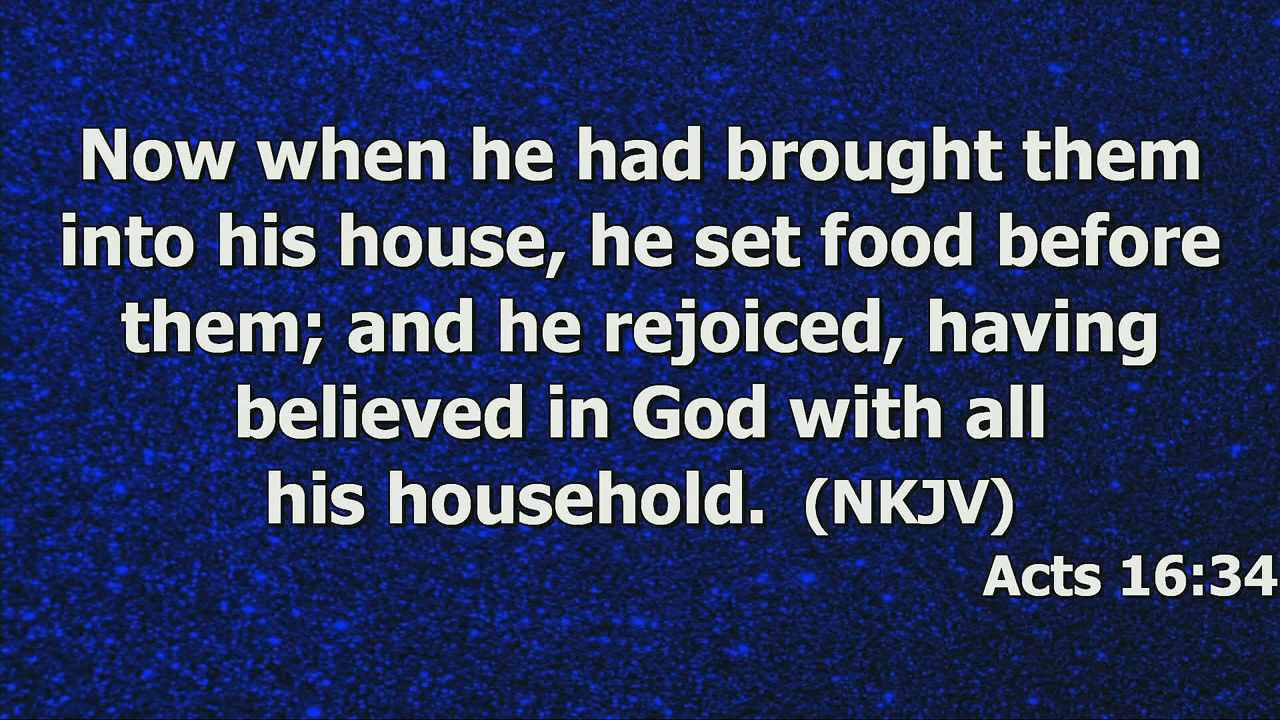 Now when he had brought them
into his house, he set food before
them; and he rejoiced, having
believed in God with all
his household. (NKJV)
Acts 16:34